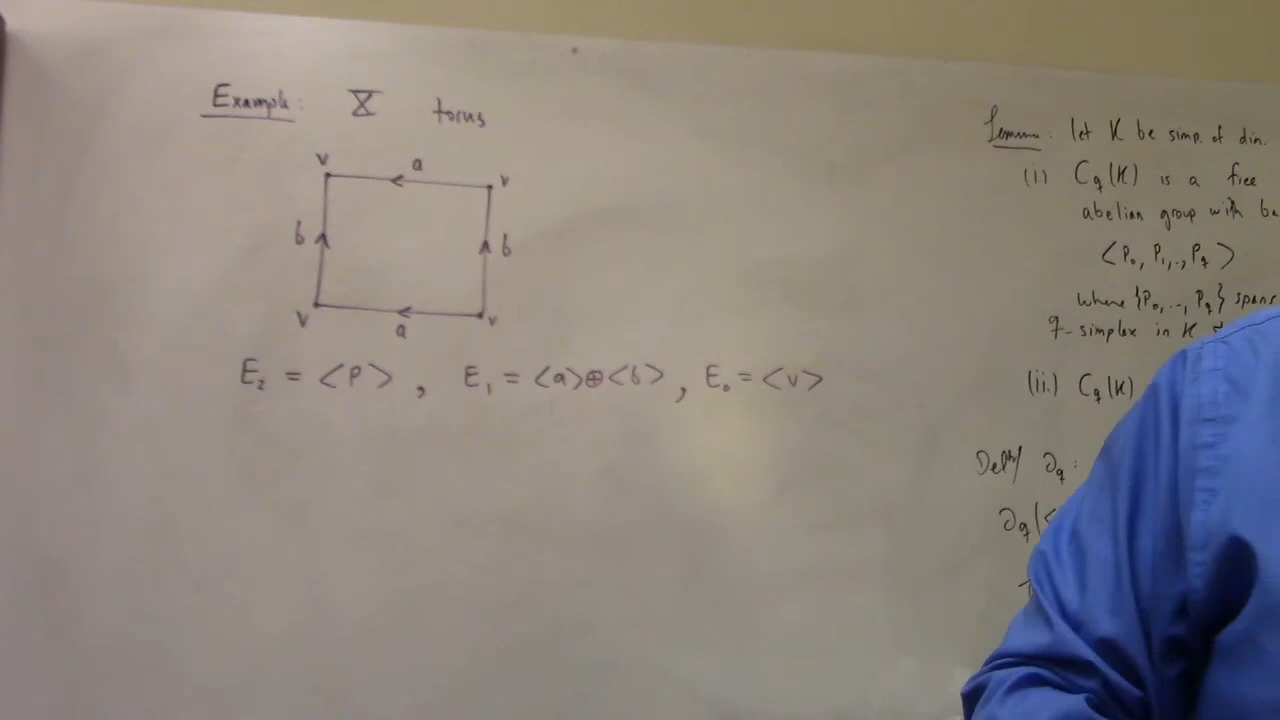 Example: X torus
v a v
b b
v a v
E₂ = <P>, E₁ = <a>⊕<b>, E₀ = <v>
Lemma: let K be simp. of dim.
(i) C_q(K) is a free
abelian group with ba
<P₀, P₁,.., P_q>
where {P₀,.., P_q} spans
q-simplex in K
(ii.) C_q(K)
Defⁿ/ ∂_q:
∂_q(<